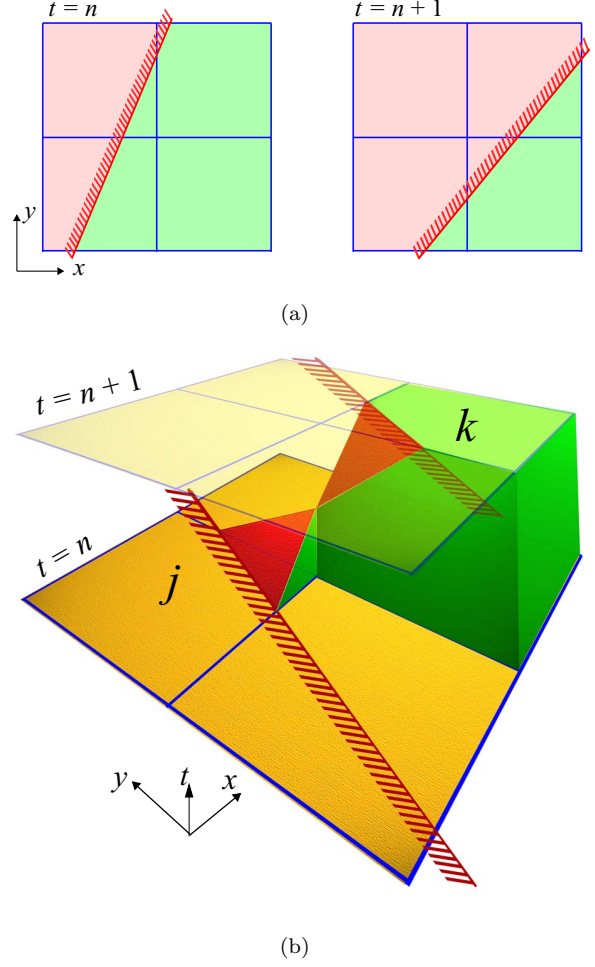 t = n
t = n + 1
y
x
(a)
t = n + 1
k
t = n
j
y
t
x
(b)